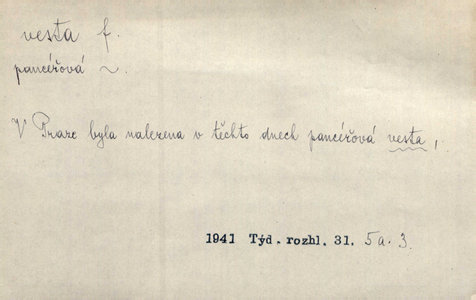 vesta f.
pancéřová ~.
V Praze byla nalezena v těchto dnech pancéřová vesta,
1941 Týd. rozhl. 31. 5a.3.